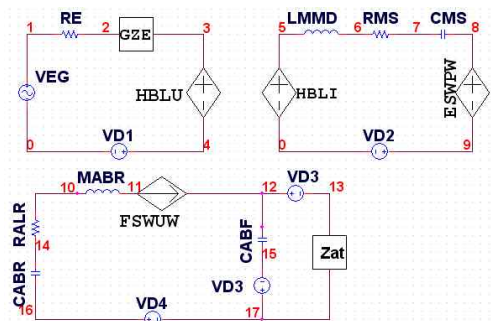 RE LMMD RMS CMS
1 2 GZE 3 5 6 7 8
VEG HBLU HBLI ESWPW
0 VD1 4 0 VD2 9
MABR VD3
10 11 12 13
RALR FSWUW CABF
14 15 Zat
CABR VD3
16 VD4 17